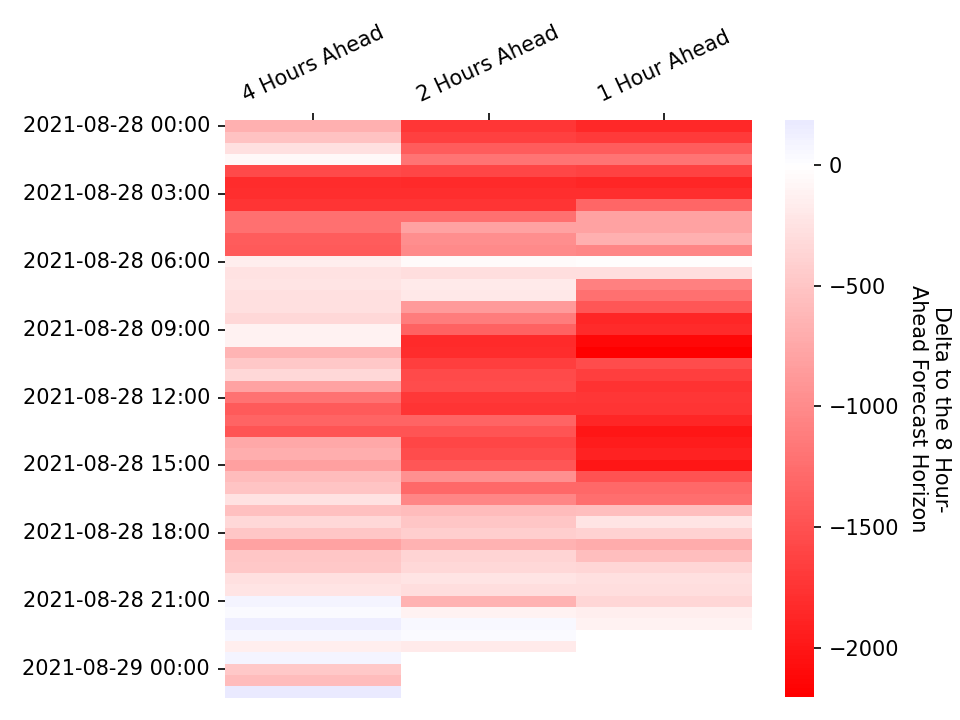 4 Hours Ahead
2 Hours Ahead
1 Hour Ahead
2021-08-28 00:00
2021-08-28 03:00
2021-08-28 06:00
2021-08-28 09:00
2021-08-28 12:00
2021-08-28 15:00
2021-08-28 18:00
2021-08-28 21:00
2021-08-29 00:00
0
−500
−1000
−1500
−2000
Delta to the 8 Hour-
Ahead Forecast Horizon